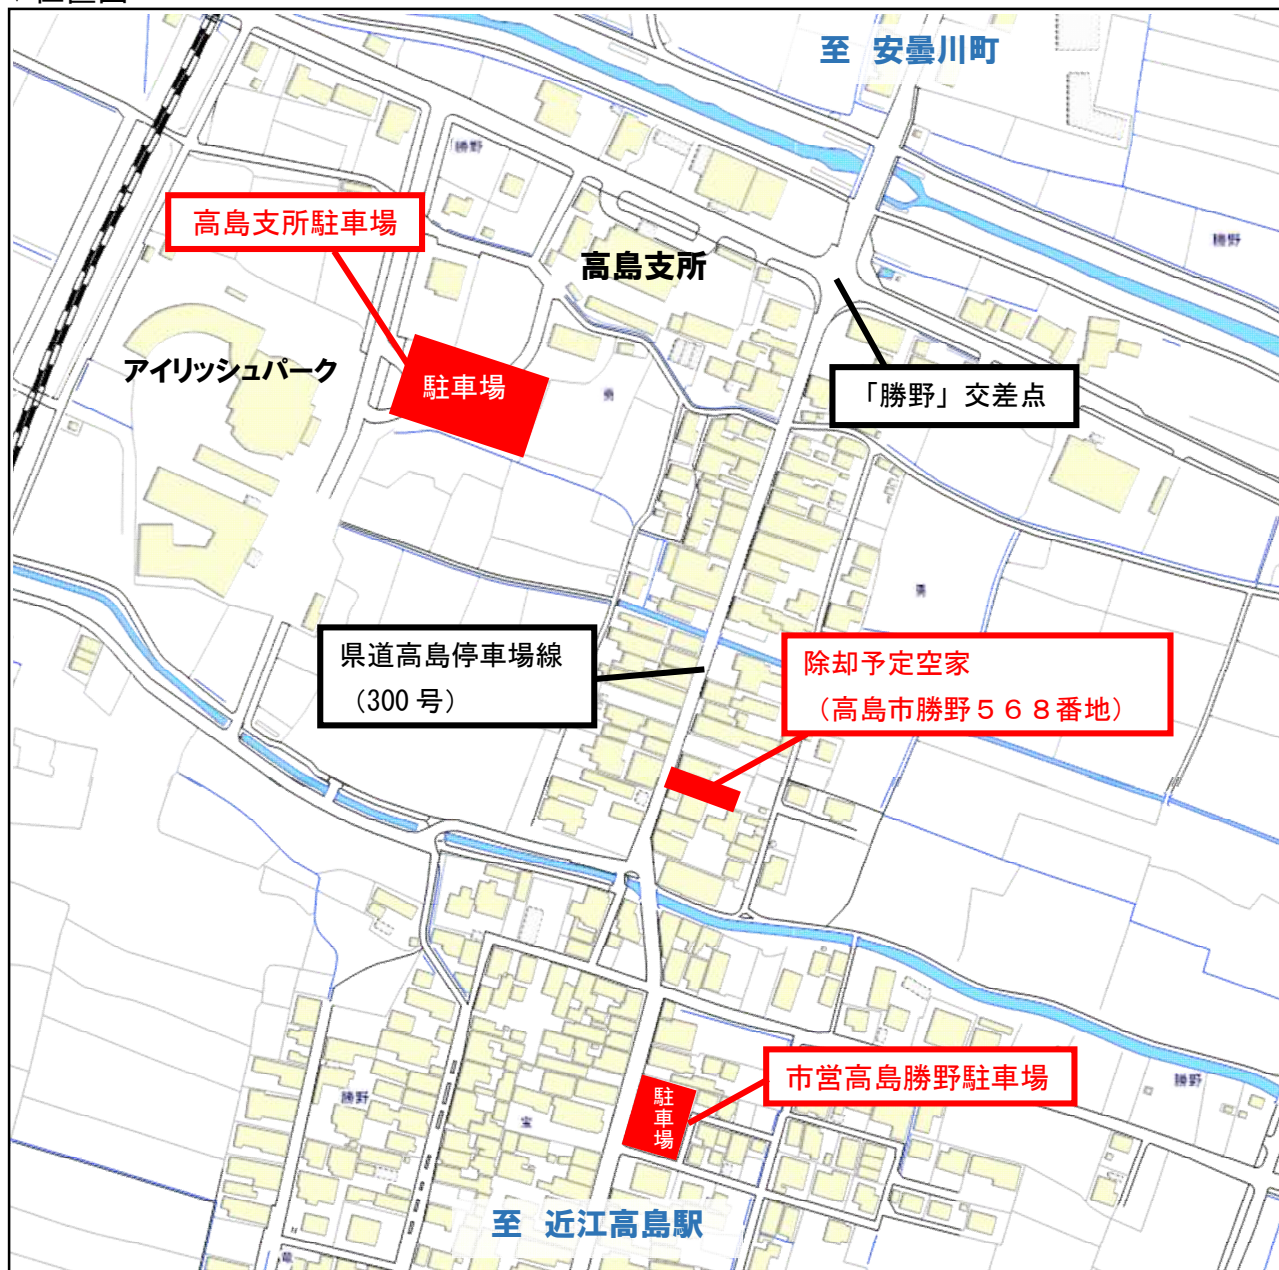 至 安曇川町
勝野
勝野
高島支所駐車場
高島支所
アイリッシュパーク
駐車場
「勝野」交差点
県道高島停車場線
（300号）
除却予定空家
（高島市勝野５６８番地）
市営高島勝野駐車場
駐車場
勝野
勝野
宝
至 近江高島駅